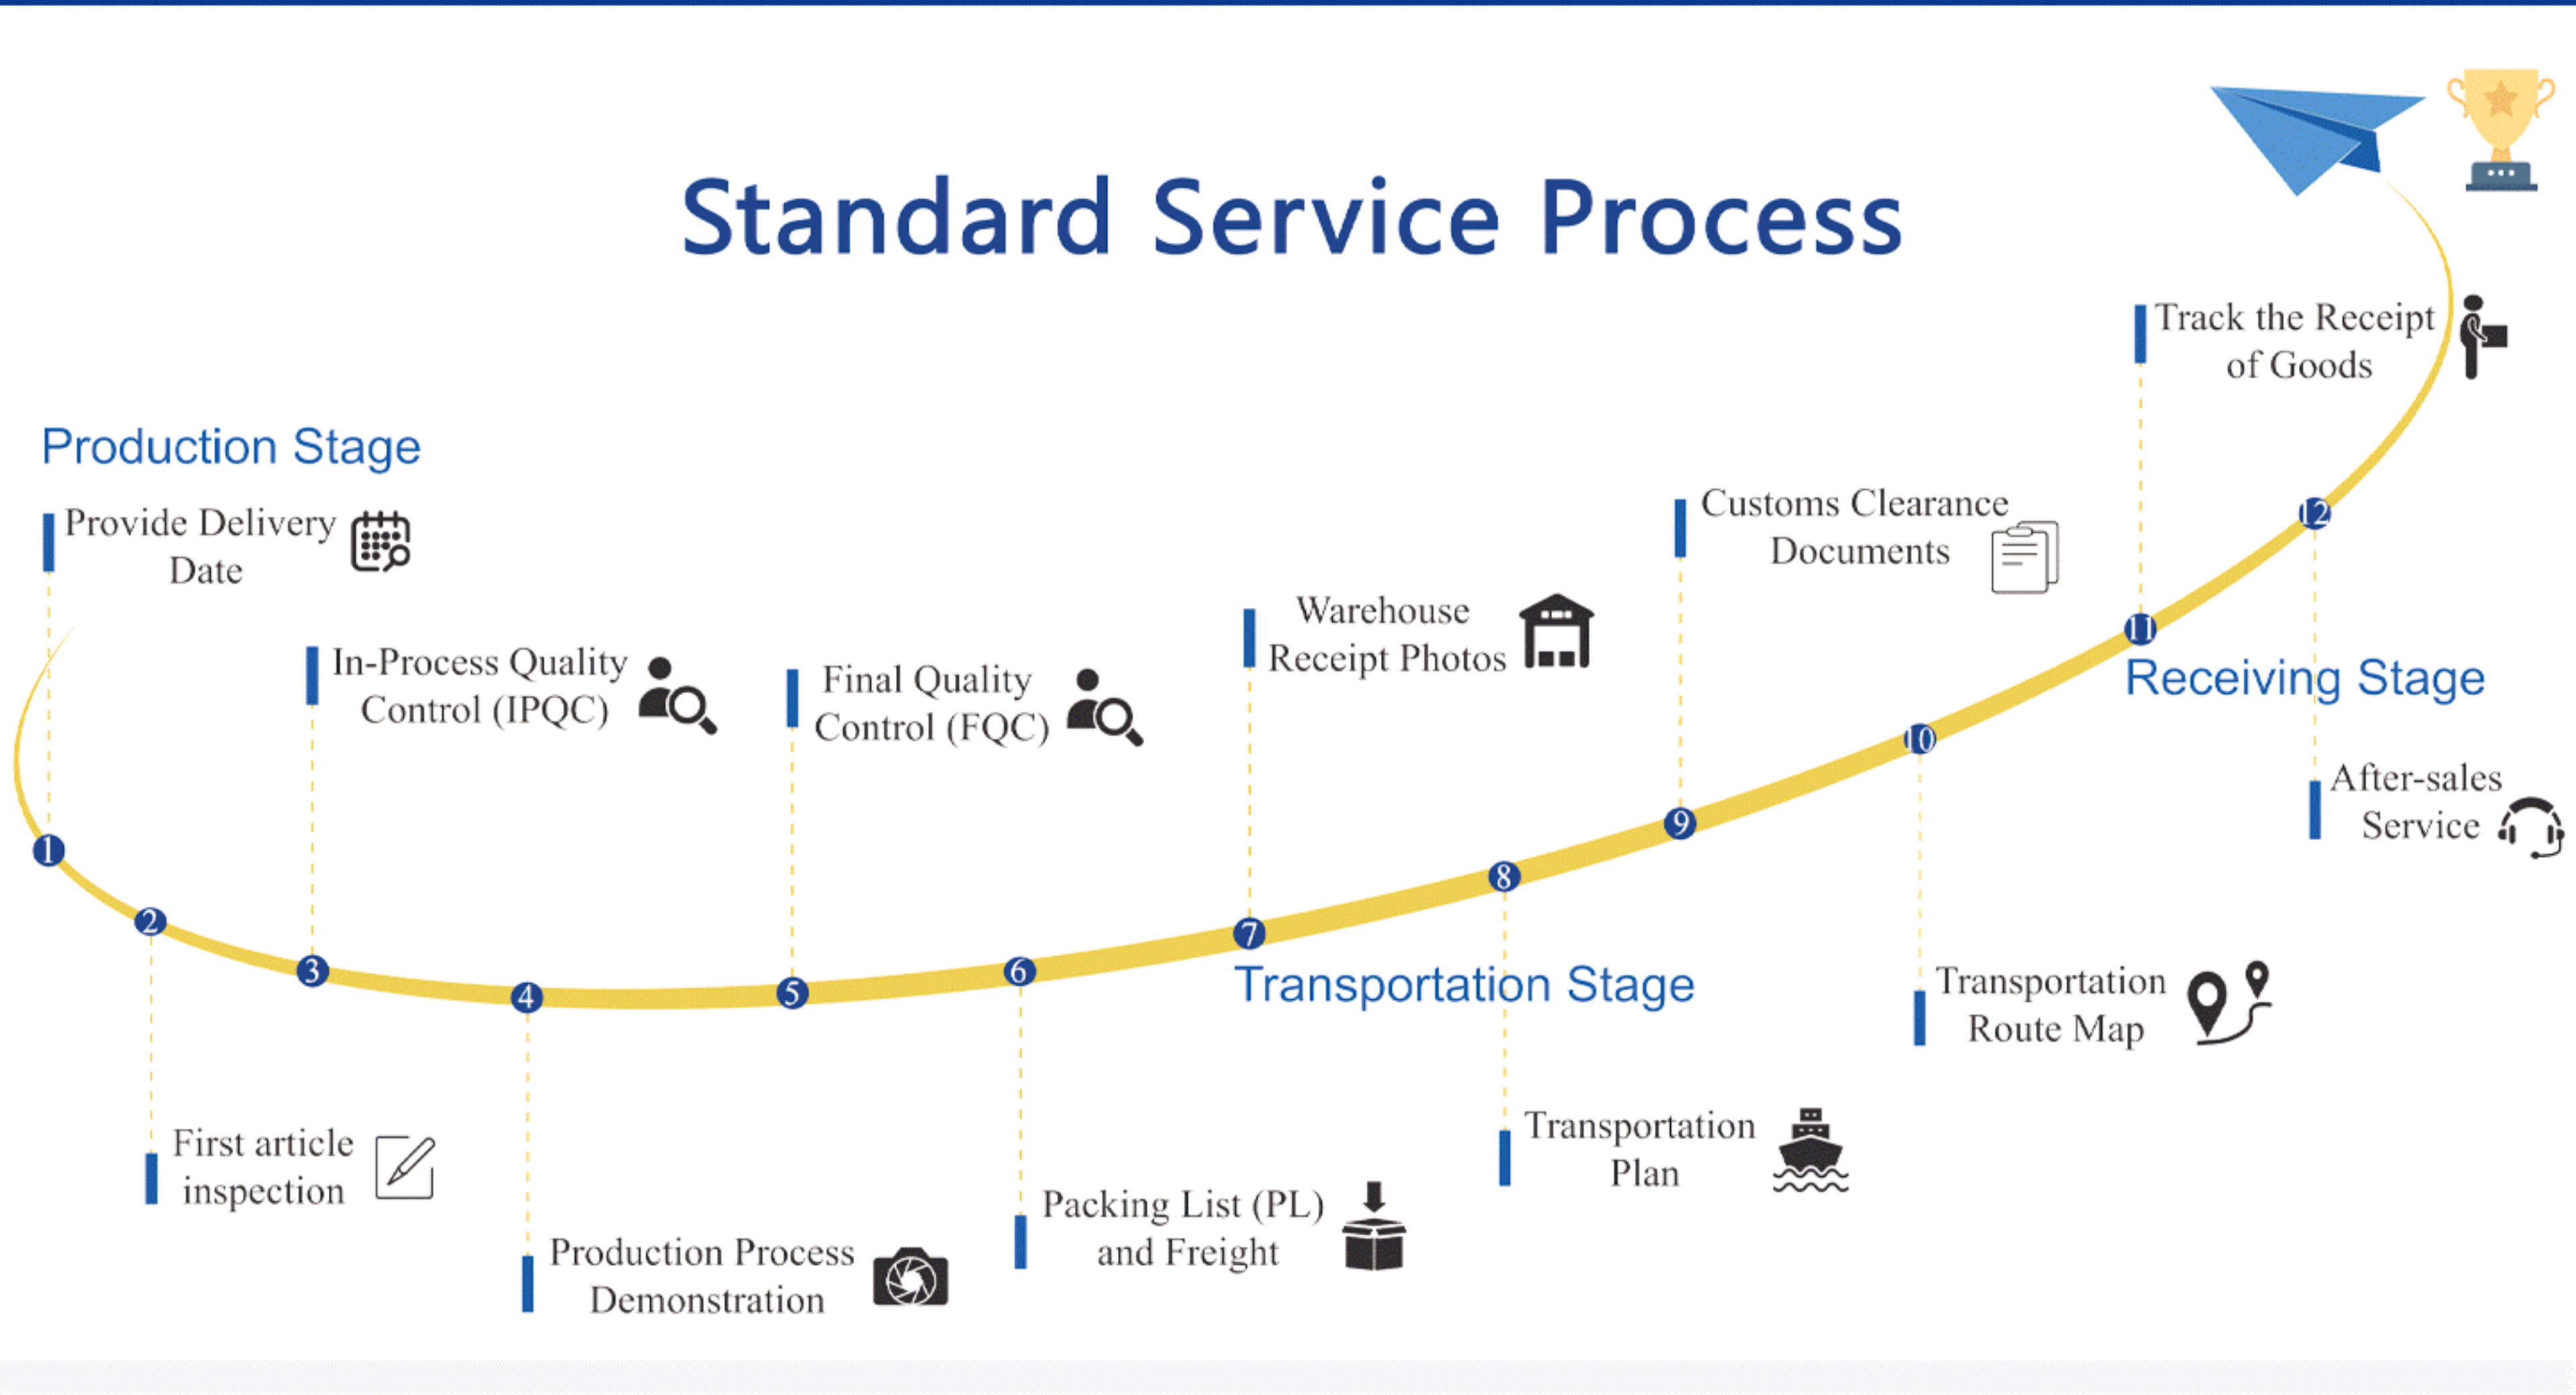 Standard Service Process
Production Stage
1
Provide Delivery
Date
2
First article
inspection
3
In-Process Quality
Control (IPQC)
4
Production Process
Demonstration
5
Final Quality
Control (FQC)
6
Packing List (PL)
and Freight
Transportation Stage
7
Warehouse
Receipt Photos
8
Transportation
Plan
9
Customs Clearance
Documents
10
Transportation
Route Map
Receiving Stage
11
Track the Receipt
of Goods
12
After-sales
Service